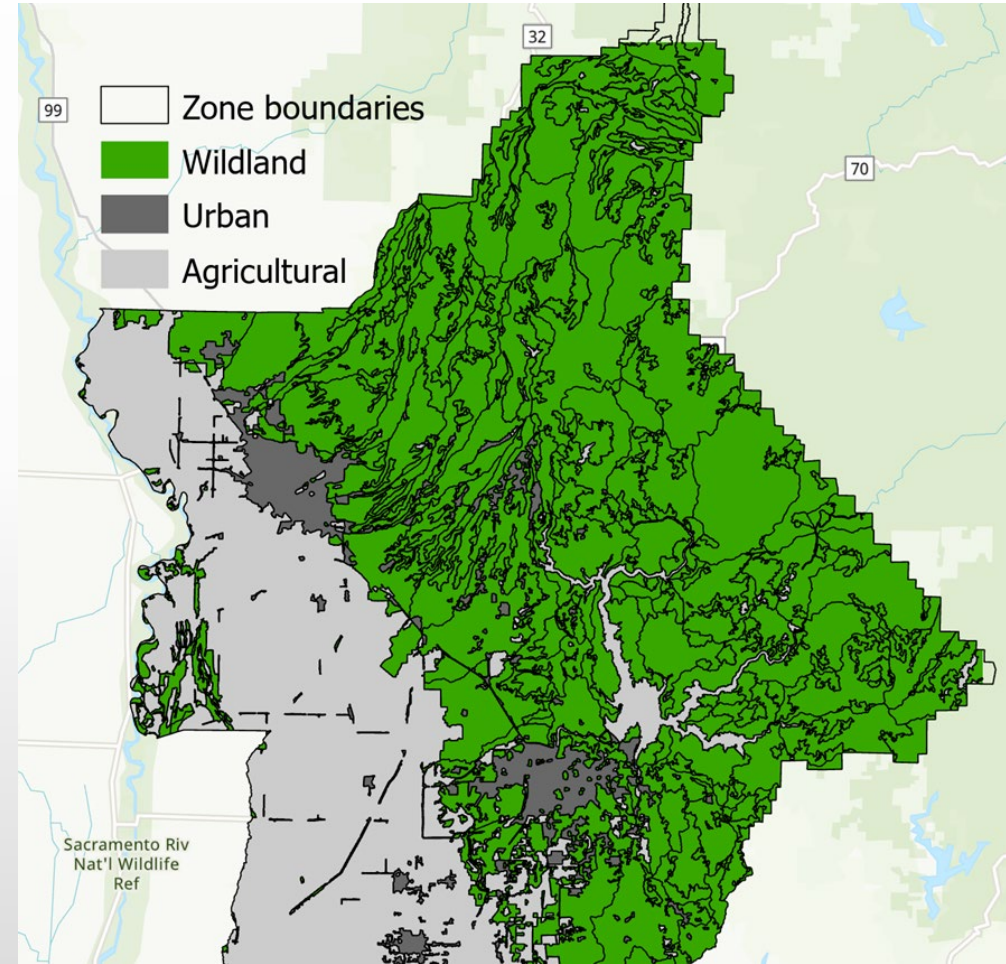 32
99
Zone boundaries
Wildland
70
Urban
Agricultural
Sacramento Riv
Nat'l Wildlife
Ref